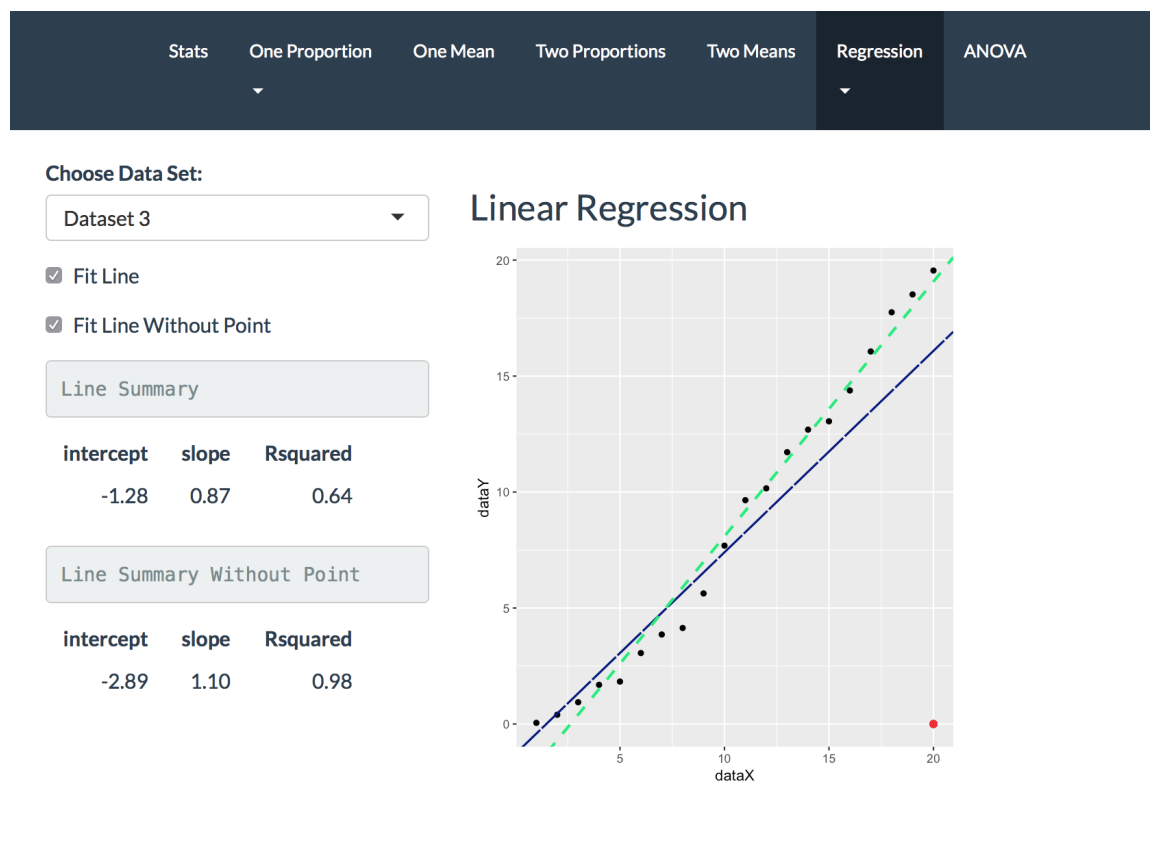 Stats One Proportion One Mean Two Proportions Two Means Regression ANOVA
Choose Data Set:
Dataset 3
Fit Line
Fit Line Without Point
Line Summary
intercept slope Rsquared
-1.28 0.87 0.64
Line Summary Without Point
intercept slope Rsquared
-2.89 1.10 0.98
Linear Regression
20
15
10
5
0
dataY
5 10 15 20
dataX